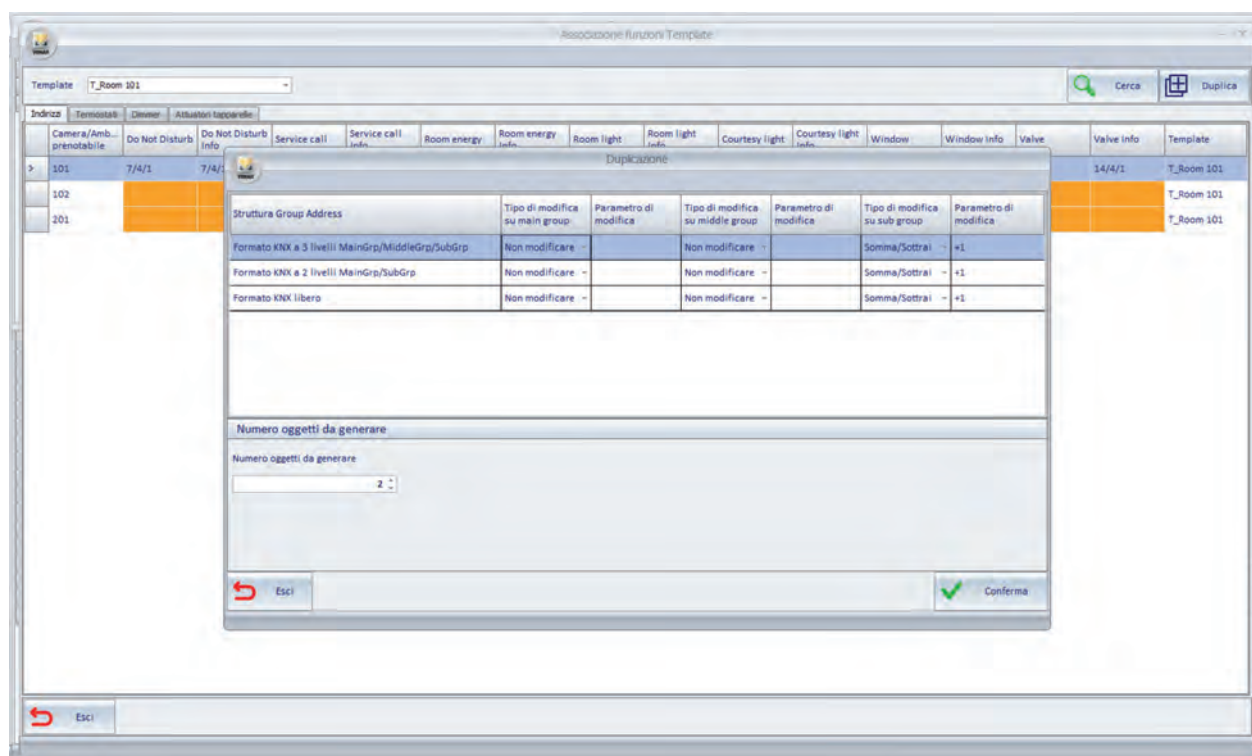 Associazione funzioni Template
Template T_Room 101
Cerca
Duplica
Indirizzi Termostati Dimmer Attuatori tapparelle
Camera/Amb... prenotabile Do Not Disturb Do Not Disturb Info Service call Service call Info Room energy Room energy Info Room light Room light Info Courtesy light Courtesy light Info Window Window Info Valve Valve Info Template
101 7/4/1 7/4/ 14/4/1 T_Room 101
102 T_Room 101
201 T_Room 101
Duplicazione
Struttura Group Address Tipo di modifica su main group Parametro di modifica Tipo di modifica su middle group Parametro di modifica Tipo di modifica su sub group Parametro di modifica
Formato KNX a 3 livelli MainGrp/MiddleGrp/SubGrp Non modificare Non modificare Somma/Sottrai +1
Formato KNX a 2 livelli MainGrp/SubGrp Non modificare Non modificare Somma/Sottrai +1
Formato KNX libero Non modificare Non modificare Somma/Sottrai +1
Numero oggetti da generare
Numero oggetti da generare
2
Esci
Conferma
Esci